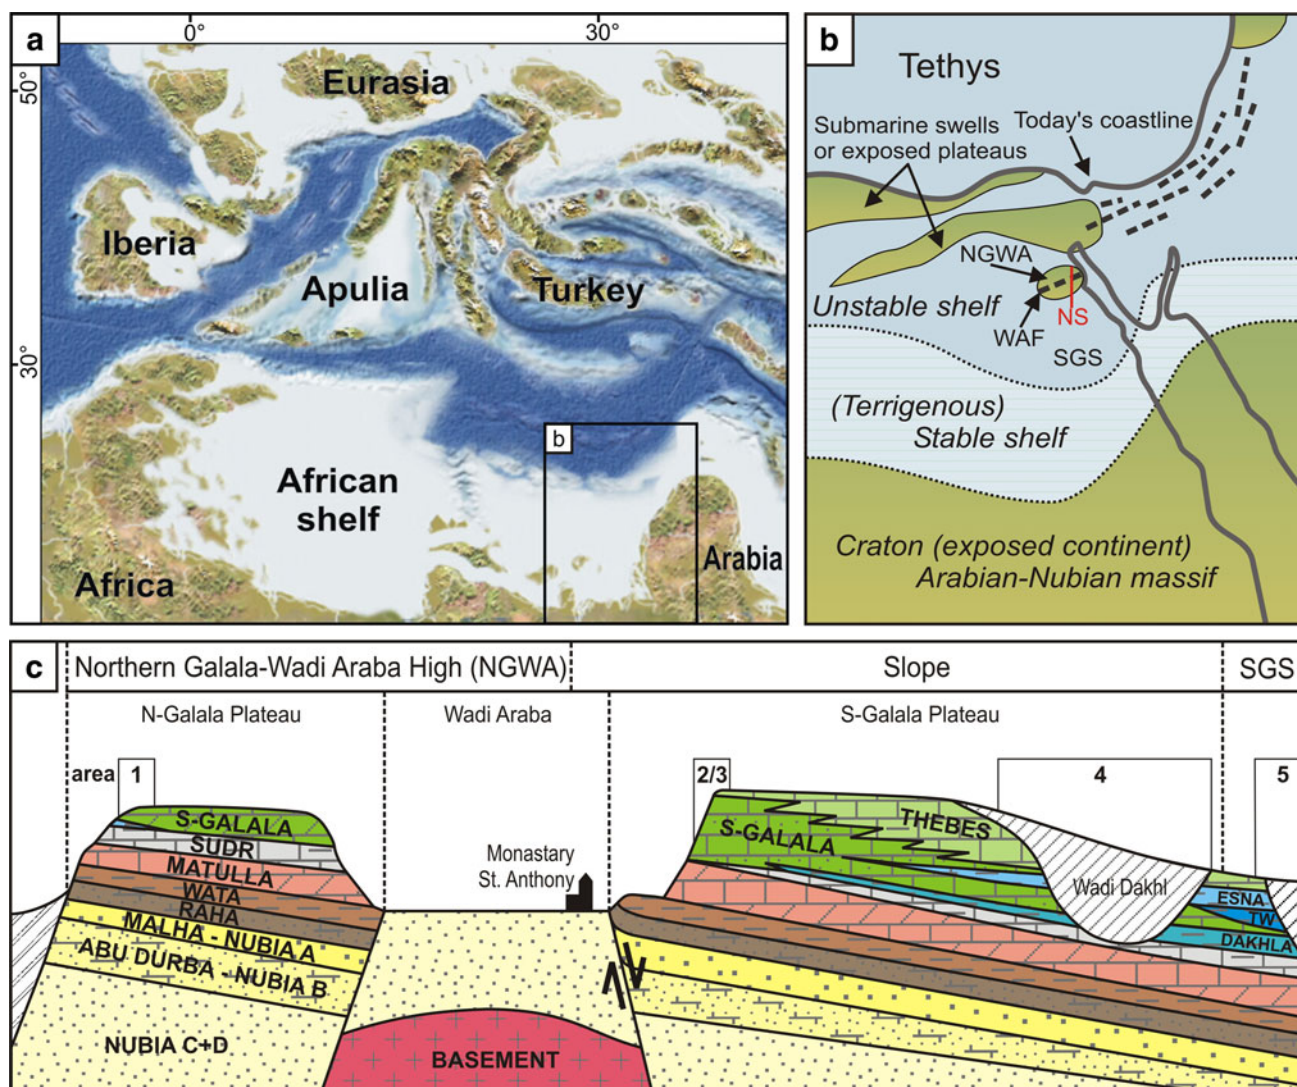 a
0°
30°
50°
30°
Eurasia
Iberia
Apulia
Turkey
African
shelf
Africa
Arabia
b
b
Tethys
Submarine swells
or exposed plateaus
Today's coastline
NGWA
Unstable shelf
NS
WAF
SGS
(Terrigenous)
Stable shelf
Craton (exposed continent)
Arabian-Nubian massif
c
Northern Galala-Wadi Araba High (NGWA)
Slope
SGS
N-Galala Plateau
Wadi Araba
S-Galala Plateau
area
1
2/3
4
5
S-GALALA
SUDR
MATULLA
WATA
RAHA
MALHA - NUBIA A
ABU DURBA - NUBIA B
NUBIA C+D
Monastary
St. Anthony
BASEMENT
THEBES
S-GALALA
Wadi Dakhl
ESNA
TW
DAKHLA